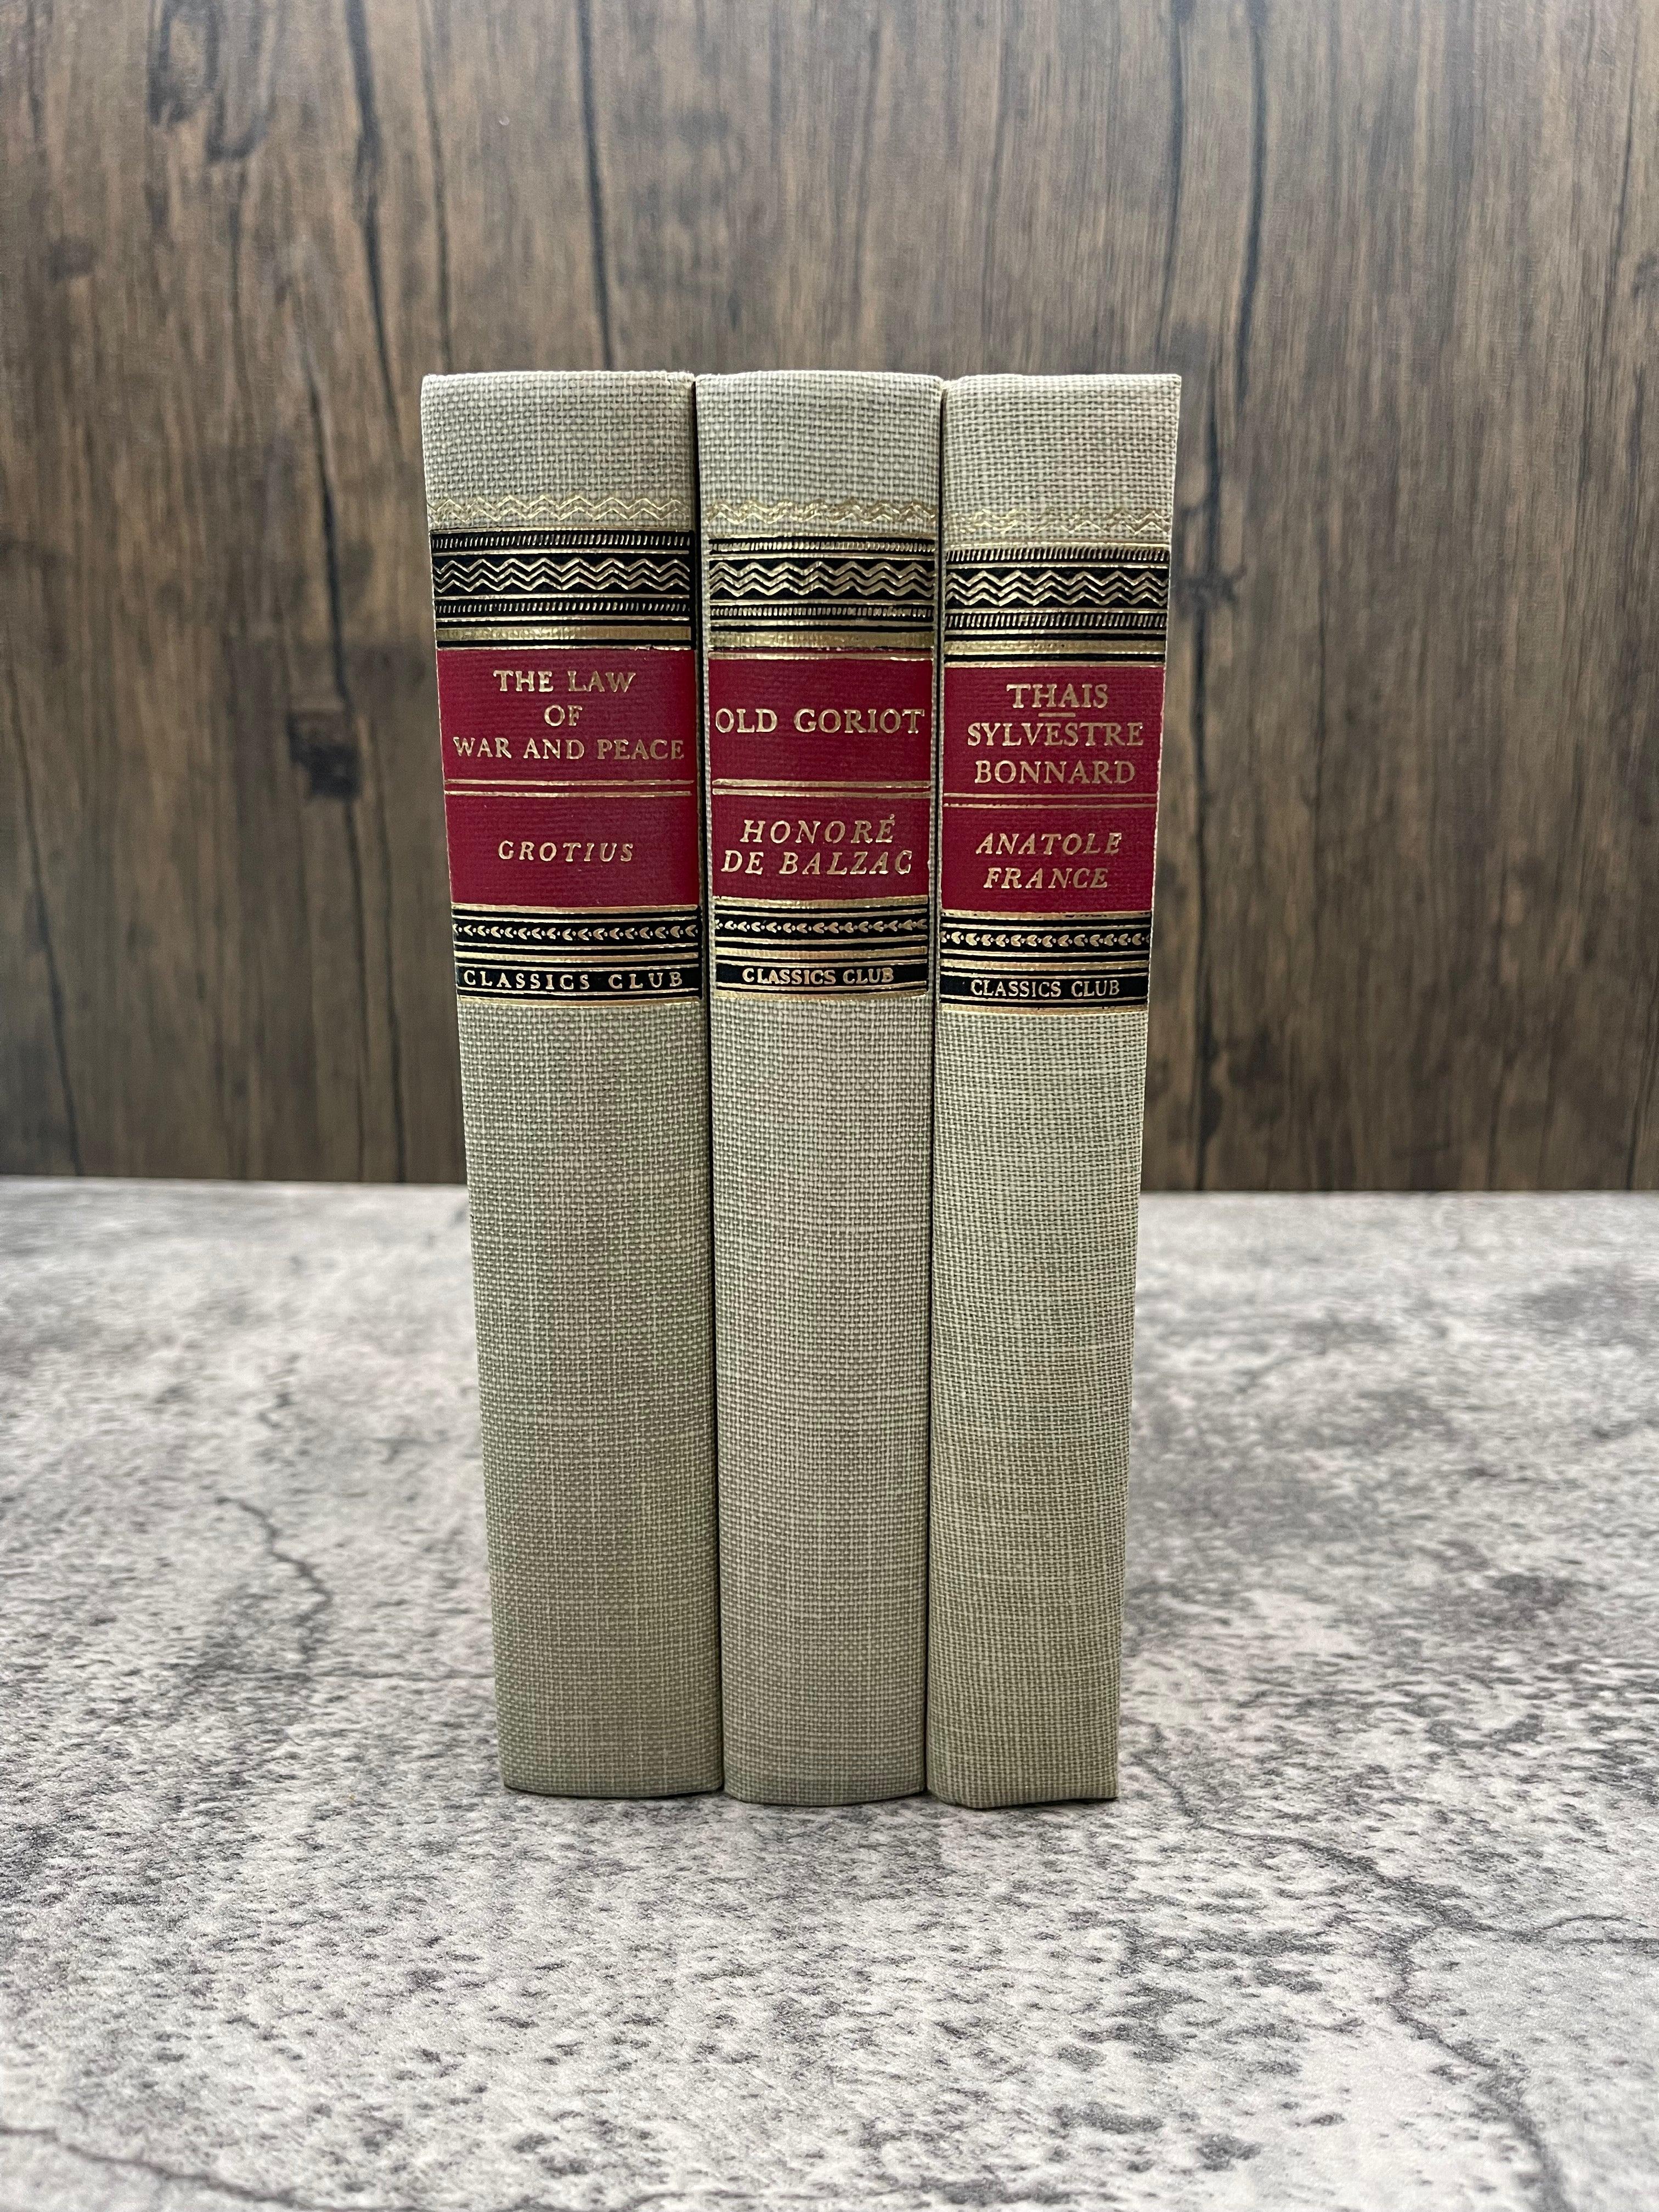 THE LAW
OF
WAR AND PEACE
GROTIUS
CLASSICS CLUB
OLD GORIOT
HONORÉ
DE BALZAC
CLASSICS CLUB
THAIS
SYLVESTRE
BONNARD
ANATOLE
FRANCE
CLASSICS CLUB